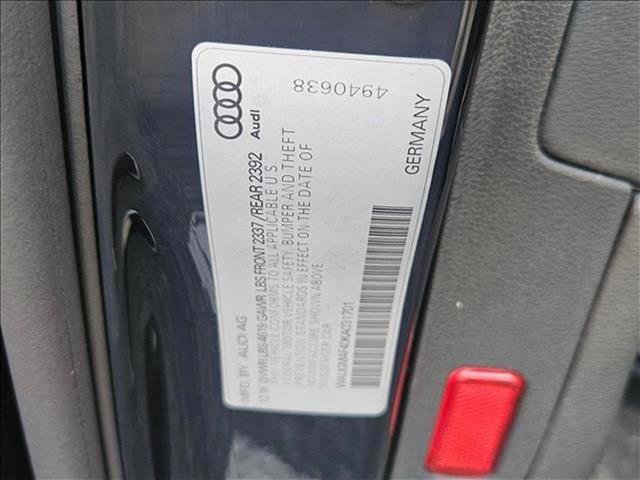 4940638
Audi
MFD BY AUDI AG
GERMANY
12.18 GVWR LBS 4619 GAWR LBS FRONT 2337/REAR 2392
THIS VEHICLE CONFORMS TO ALL APPLICABLE U S
FEDERAL MOTOR VEHICLE SAFETY, BUMPER AND THEFT
PREVENTION STANDARDS IN EFFECT ON THE DATE OF
MANUFACTURE SHOWN ABOVE
PASSENGER CAR